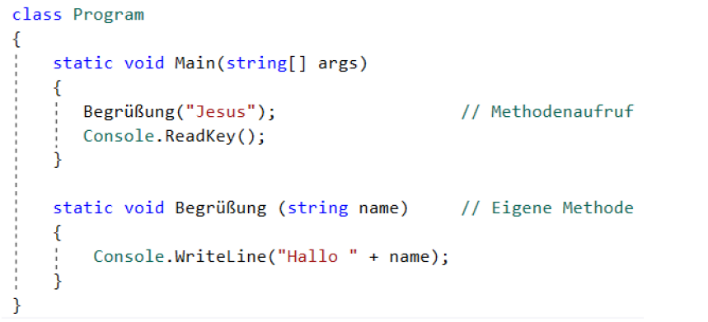 class Program
{
static void Main(string[] args)
{
Begrüßung("Jesus"); // Methodenaufruf
Console.ReadKey();
}
static void Begrüßung (string name) // Eigene Methode
{
Console.WriteLine("Hallo " + name);
}
}